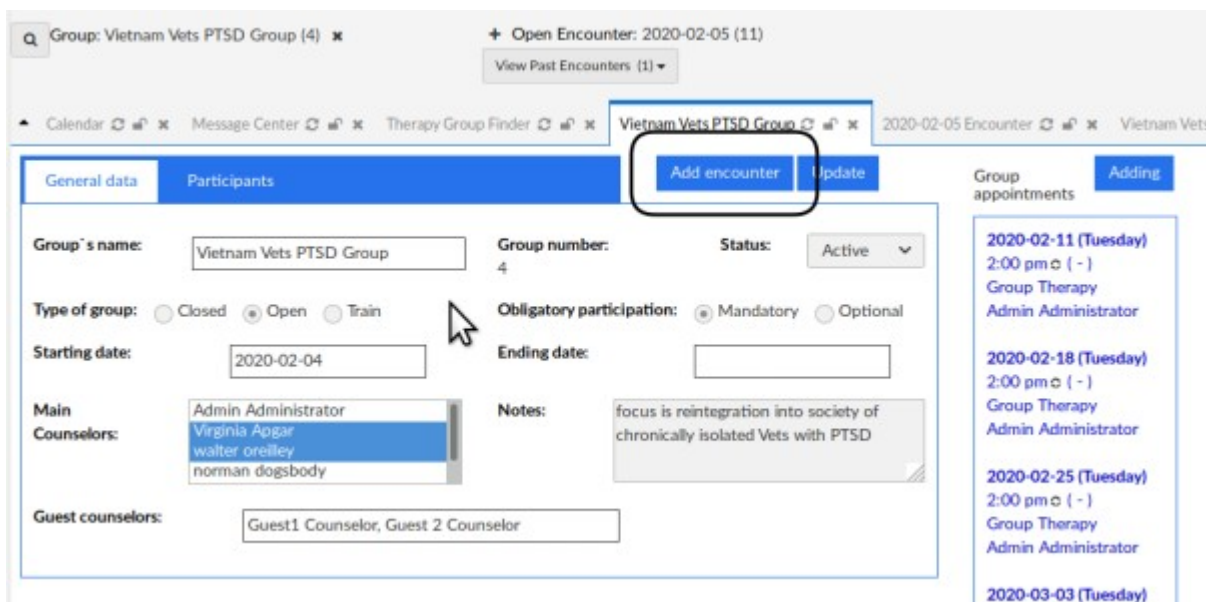 Group: Vietnam Vets PTSD Group (4) ✖
+ Open Encounter: 2020-02-05 (11)
View Past Encounters (1)
Calendar
Message Center
Therapy Group Finder
Vietnam Vets PTSD Group
2020-02-05 Encounter
Vietnam Vets
General data
Participants
Add encounter
Update
Group`s name:
Vietnam Vets PTSD Group
Group number:
4
Status:
Active
Type of group:
Closed
Open
Train
Obligatory participation:
Mandatory
Optional
Starting date:
2020-02-04
Ending date:
Main
Counselors:
Admin Administrator
Virginia Apgar
walter oreilley
norman dogsbody
Notes:
focus is reintegration into society of
chronically isolated Vets with PTSD
Guest counselors:
Guest1 Counselor, Guest 2 Counselor
Group
appointments
Adding
2020-02-11 (Tuesday)
2:00 pm ( - )
Group Therapy
Admin Administrator
2020-02-18 (Tuesday)
2:00 pm ( - )
Group Therapy
Admin Administrator
2020-02-25 (Tuesday)
2:00 pm ( - )
Group Therapy
Admin Administrator
2020-03-03 (Tuesday)